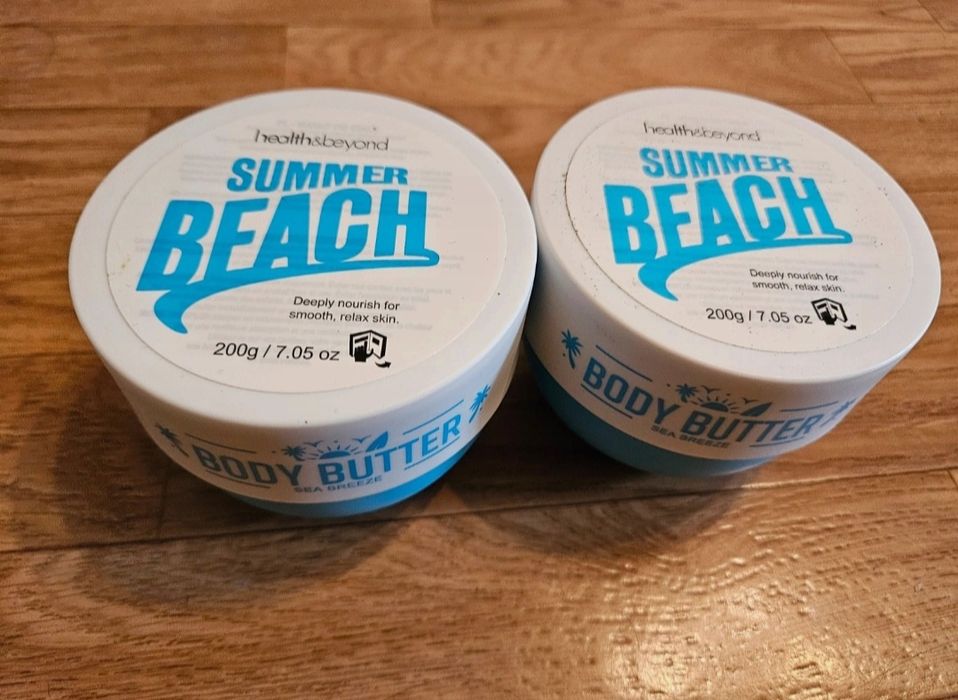 health&beyond
SUMMER
BEACH
Deeply nourish for
smooth, relax skin.
200g / 7.05 oz
BODY BUTTER
SEA BREEZE
health&beyond
SUMMER
BEACH
Deeply nourish for
smooth, relax skin.
200g / 7.05 oz
BODY BUTTER
SEA BREEZE